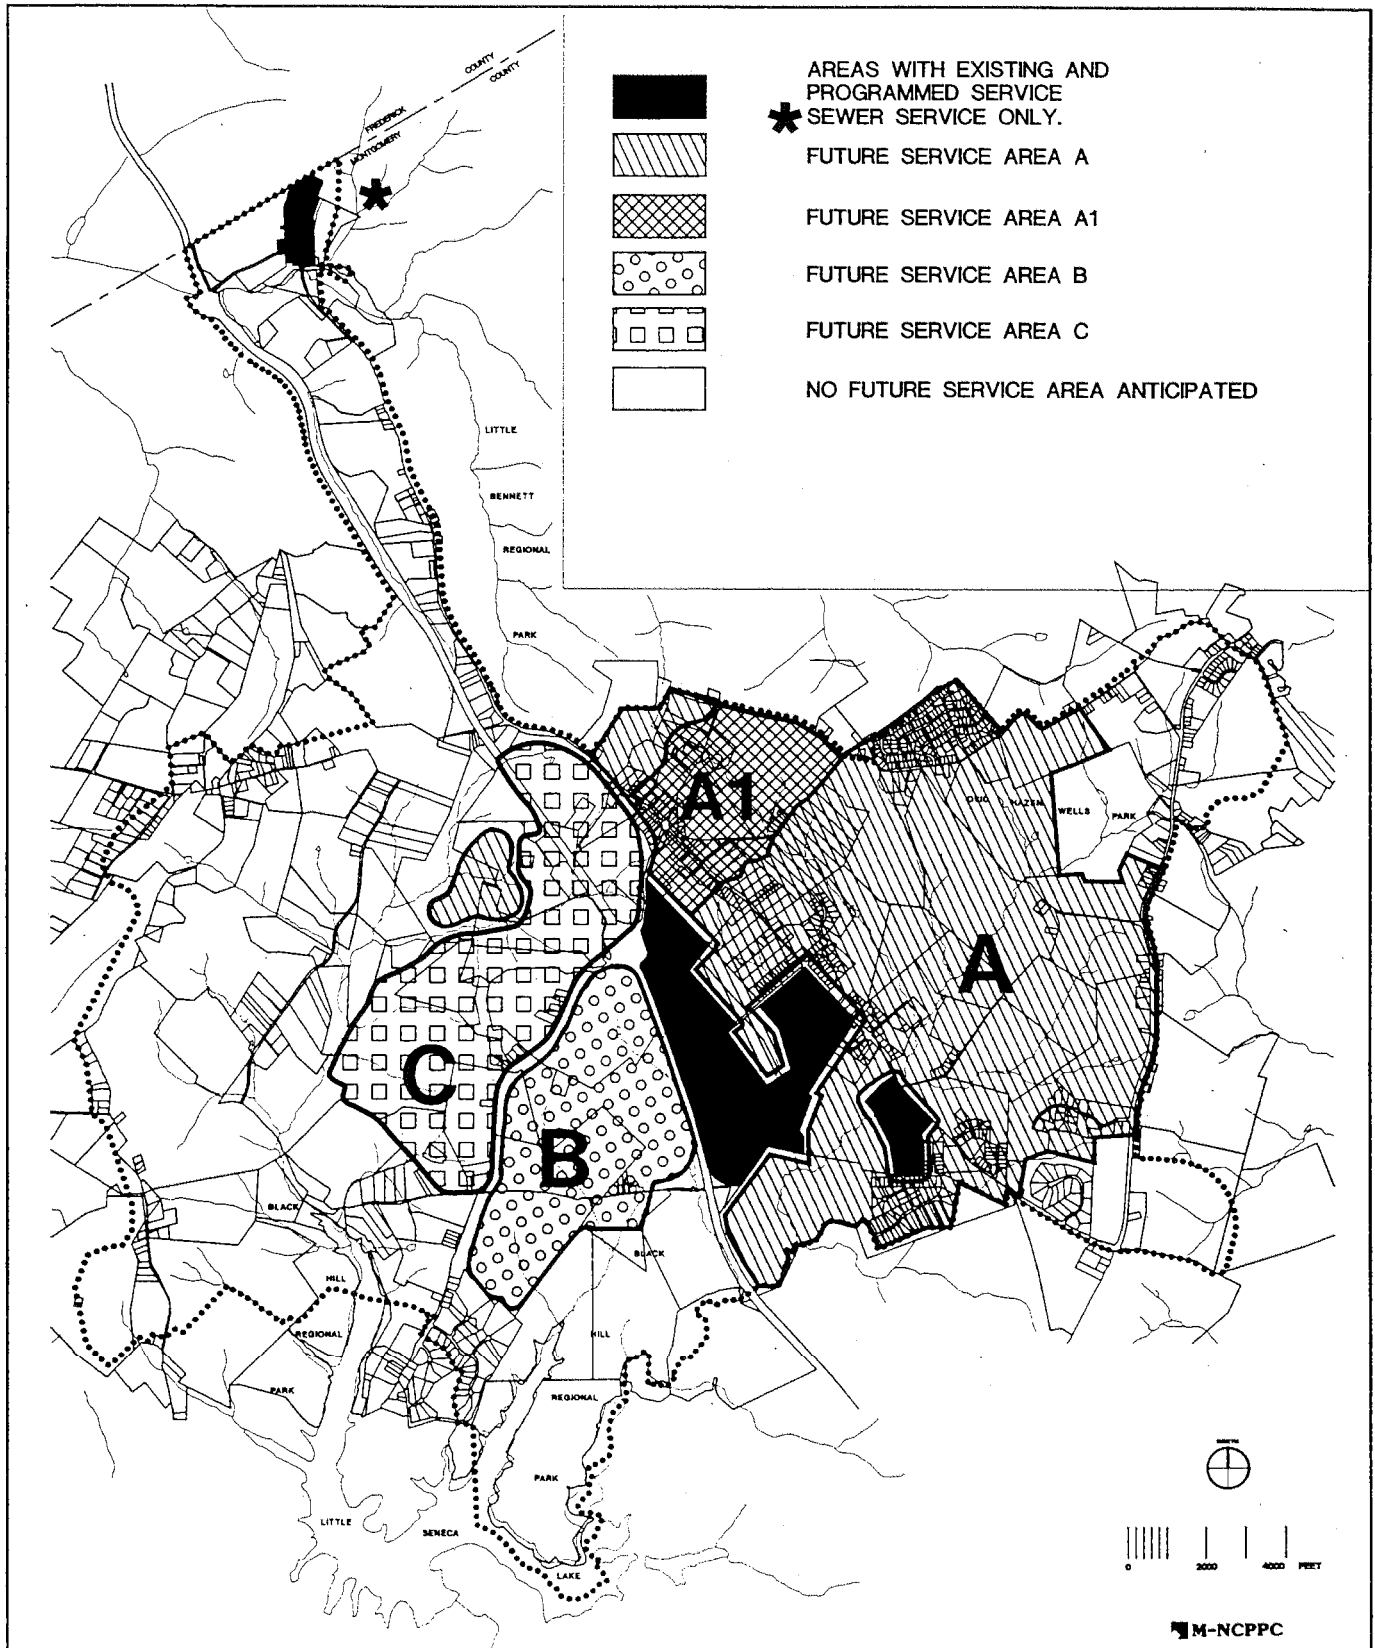 COUNTY
COUNTY
FREDERICK
MONTGOMERY
AREAS WITH EXISTING AND
PROGRAMMED SERVICE
* SEWER SERVICE ONLY.
FUTURE SERVICE AREA A
FUTURE SERVICE AREA A1
FUTURE SERVICE AREA B
FUTURE SERVICE AREA C
NO FUTURE SERVICE AREA ANTICIPATED
*
LITTLE
BENNETT
REGIONAL
PARK
A1
WELLS
PARK
A
C
B
BLACK
HILL
REGIONAL
PARK
BLACK
HILL
REGIONAL
PARK
LITTLE
SENECA
LAKE
0 2000 4000 FEET
M-NCPPC